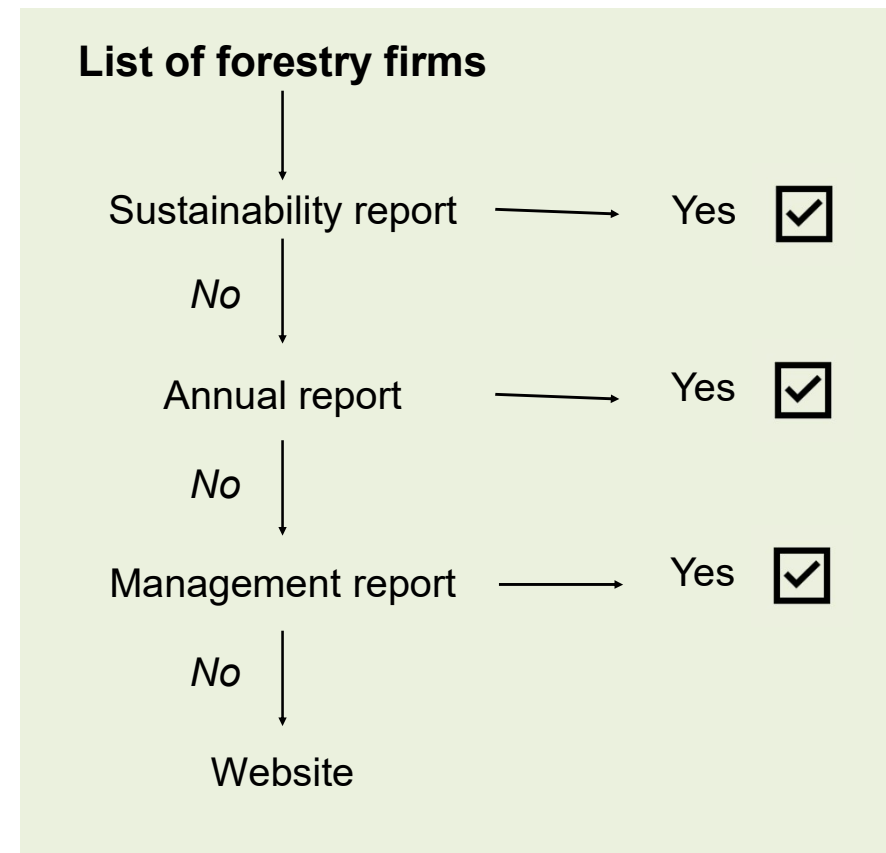 List of forestry firms
Sustainability report Yes
No
Annual report Yes
No
Management report Yes
No
Website